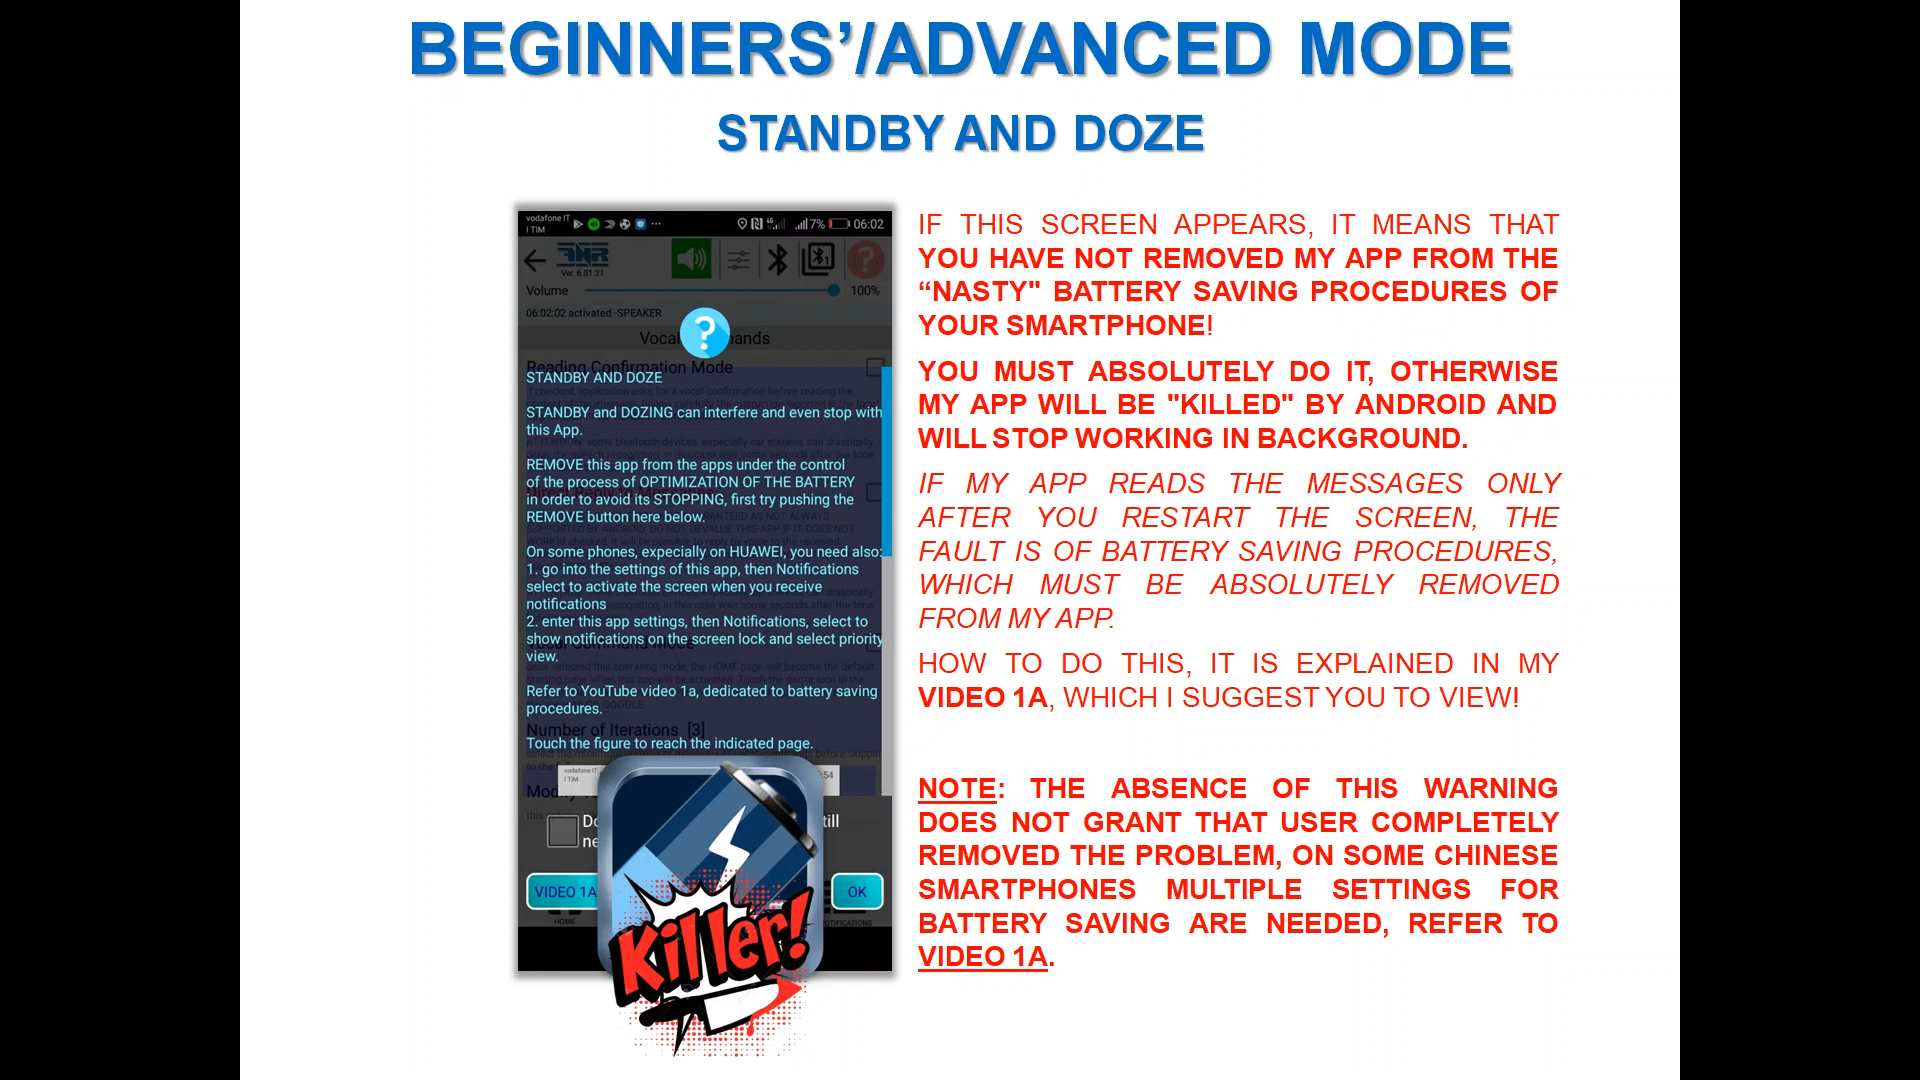 BEGINNERS’/ADVANCED MODE
STANDBY AND DOZE
vodafone IT
I TIM
7%
06:02
Ver. 6.01.21
Volume
100%
06:02:02 activated -SPEAKER
Reading Confirmation Mode
STANDBY AND DOZE
STANDBY and DOZING can interfere and even stop with
this App.
REMOVE this app from the apps under the control
of the process of OPTIMIZATION OF THE BATTERY
in order to avoid its STOPPING, first try pushing the
REMOVE button here below.
On some phones, expecially on HUAWEI, you need also:
1. go into the settings of this app, then Notifications
select to activate the screen when you receive
notifications
2. enter this app settings, then Notifications, select to
show notifications on the screen lock and select priority
view.
Refer to YouTube video 1a, dedicated to battery saving
procedures.
Number of Iterations [3]
Touch the figure to reach the indicated page.
vodafone IT
I TIM
:54
VIDEO 1A
OK
HOME
Killer!
IF THIS SCREEN APPEARS, IT MEANS THAT
YOU HAVE NOT REMOVED MY APP FROM THE
“NASTY" BATTERY SAVING PROCEDURES OF
YOUR SMARTPHONE!
YOU MUST ABSOLUTELY DO IT, OTHERWISE
MY APP WILL BE "KILLED" BY ANDROID AND
WILL STOP WORKING IN BACKGROUND.
IF MY APP READS THE MESSAGES ONLY
AFTER YOU RESTART THE SCREEN, THE
FAULT IS OF BATTERY SAVING PROCEDURES,
WHICH MUST BE ABSOLUTELY REMOVED
FROM MY APP.
HOW TO DO THIS, IT IS EXPLAINED IN MY
VIDEO 1A, WHICH I SUGGEST YOU TO VIEW!
NOTE: THE ABSENCE OF THIS WARNING
DOES NOT GRANT THAT USER COMPLETELY
REMOVED THE PROBLEM, ON SOME CHINESE
SMARTPHONES MULTIPLE SETTINGS FOR
BATTERY SAVING ARE NEEDED, REFER TO
VIDEO 1A.